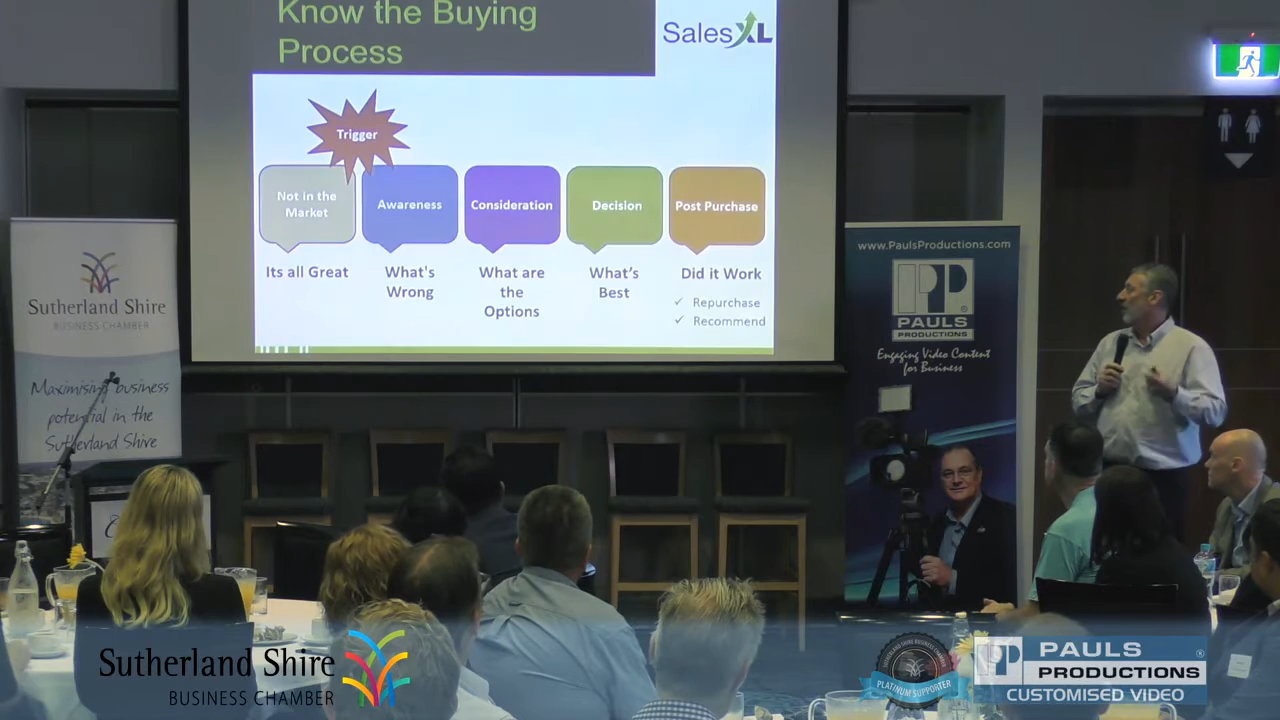 Know the Buying
Process
SalesXL
Trigger
Not in the
Market
Awareness
Consideration
Decision
Post Purchase
Its all Great
What's
Wrong
What are
the
Options
What's
Best
Did it Work
✓ Repurchase
✓ Recommend
Sutherland Shire
BUSINESS CHAMBER
Maximising business
potential in the
Sutherland Shire
www.PaulsProductions.com
PP
PAULS
PRODUCTIONS
Engaging Video Content
for Business
Sutherland Shire
BUSINESS CHAMBER
PLATINUM SUPPORTER
PAULS
PRODUCTIONS
CUSTOMISED VIDEO